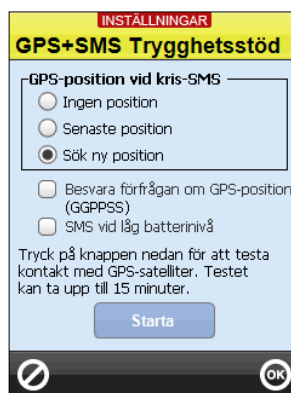 INSTÄLLNINGAR
GPS+SMS Trygghetsstöd
GPS-position vid kris-SMS
Ingen position
Senaste position
Sök ny position
Besvara förfrågan om GPS-position
(GGPPSS)
SMS vid låg batterinivå
Tryck på knappen nedan för att testa
kontakt med GPS-satelliter. Testet
kan ta upp till 15 minuter.
Starta
OK